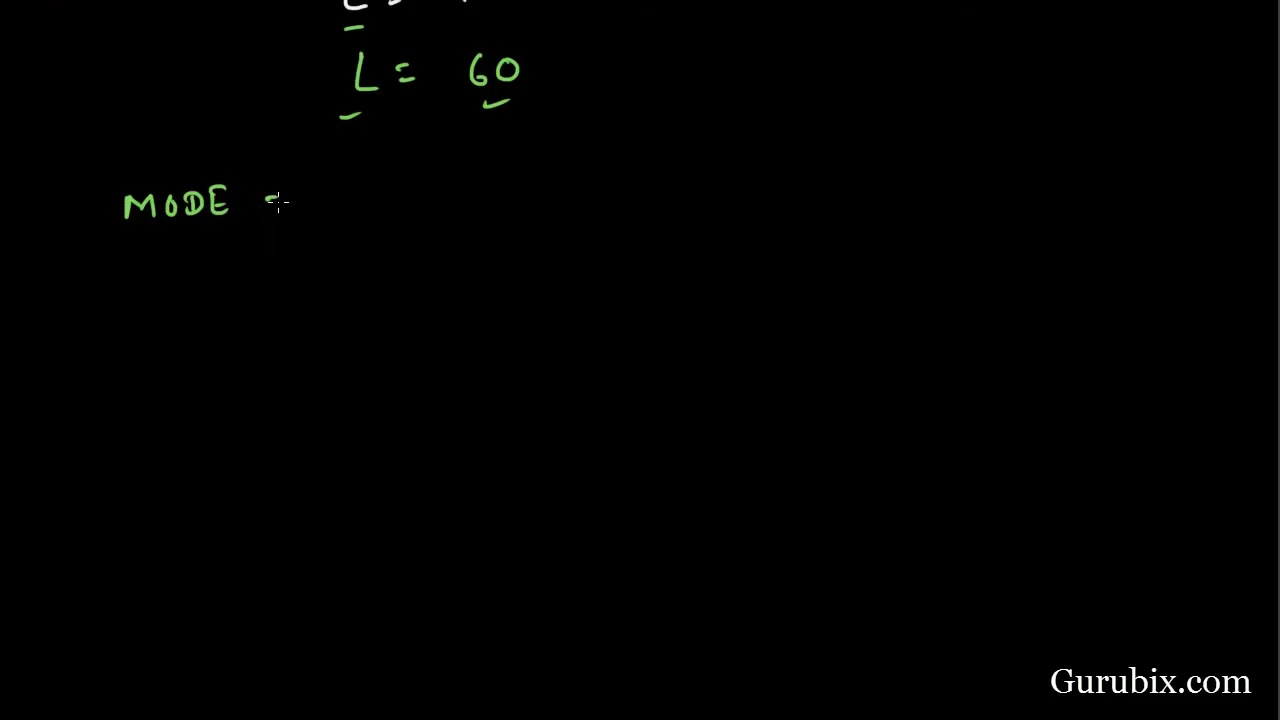 L = 60
MODE =
Gurubix.com